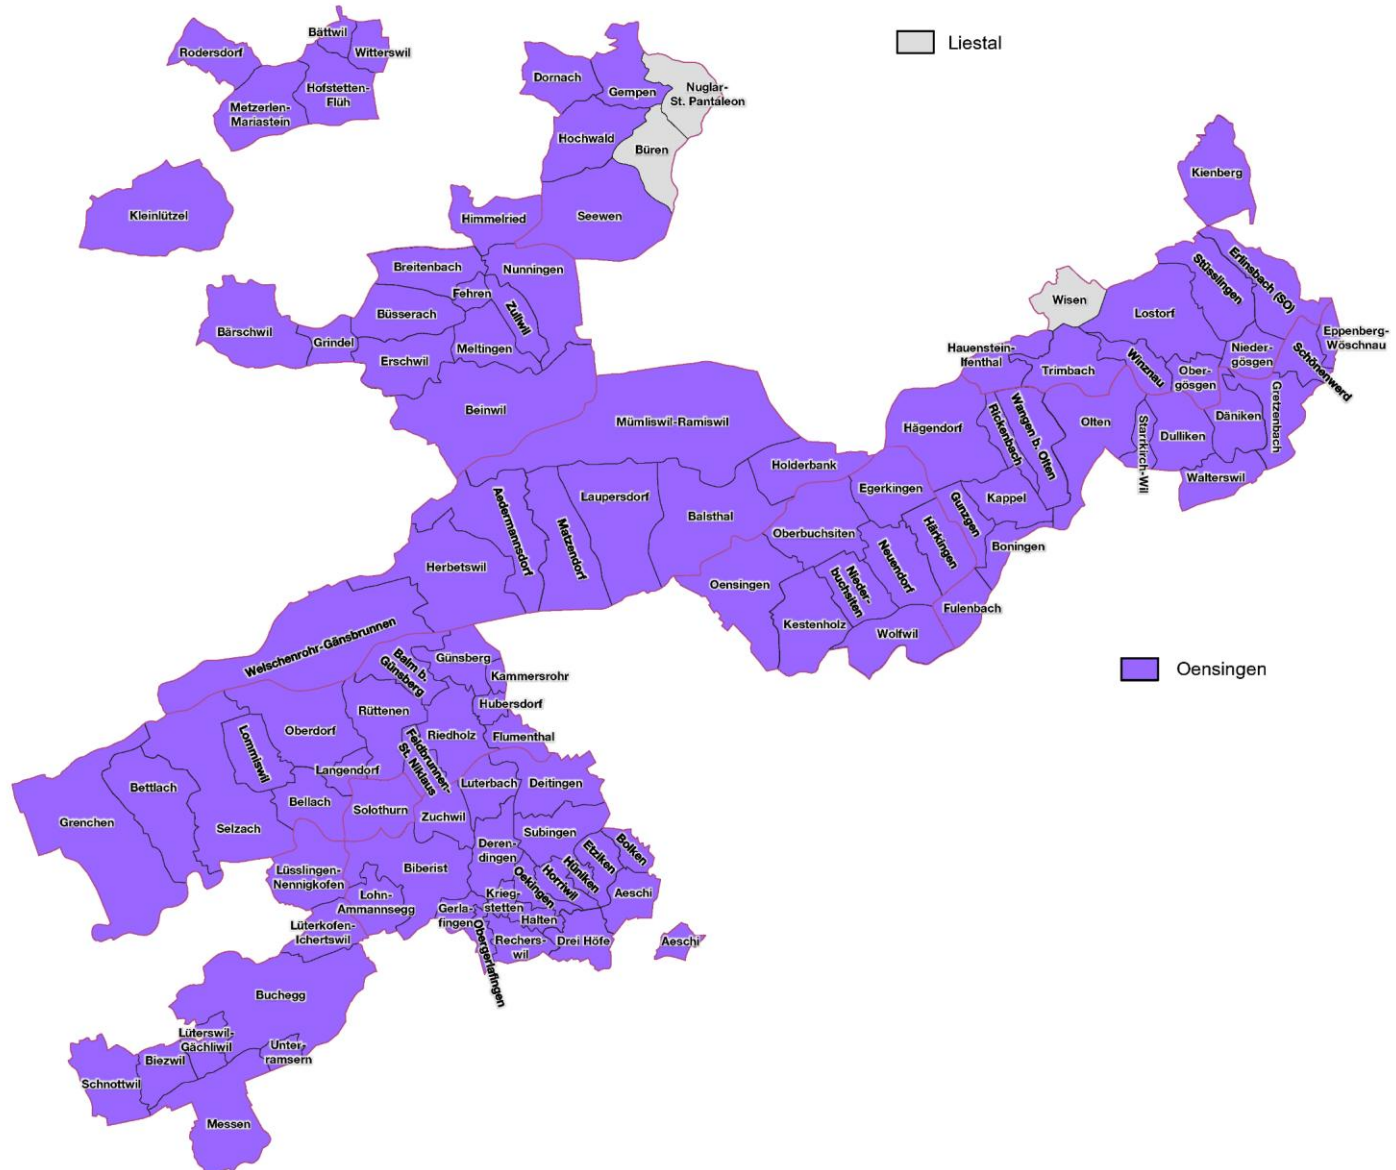 Liestal
Bättwil
Rodersdorf
Witterswil
Hofstetten-
Flüh
Metzerlen-
Mariastein
Dornach
Gempen
Nuglar-
St. Pantaleon
Hochwald
Büren
Kienberg
Kleinlützel
Himmelried
Seewen
Breitenbach
Nunningen
Fehren
Büsserach
Zullwil
Bärschwil
Grindel
Meltingen
Erschwil
Beinwil
Erlinsbach (SO)
Stüsslingen
Wisen
Lostorf
Eppenberg-
Wöschnau
Hauenstein-
Ifenthal
Trimbach
Winznau
Ober-
gösgen
Nieder-
gösgen
Schönenwerd
Mümliswil-Ramiswil
Hägendorf
Rickenbach
Wangen b. Olten
Olten
Starrkirch-Wil
Dulliken
Däniken
Gretzenbach
Walterswil
Holderbank
Egerkingen
Gunzgen
Kappel
Aedermannsdorf
Matzendorf
Laupersdorf
Balsthal
Oberbuchsiten
Neuendorf
Härkingen
Boningen
Herbetswil
Oensingen
Nieder-
buchsiten
Kestenholz
Wolfwil
Fulenbach
Oensingen
Welschenrohr-Gänsbrunnen
Balm b.
Günsberg
Günsberg
Kammersrohr
Hubersdorf
Rüttenen
Oberdorf
Riedholz
Flumenthal
Lommiswil
Langendorf
Feldbrunnen-
St. Niklaus
Luterbach
Deitingen
Bettlach
Bellach
Solothurn
Zuchwil
Grenchen
Selzach
Subingen
Deren-
dingen
Etziken
Bolken
Hüniken
Horriwil
Oekingen
Aeschi
Biberist
Lüsslingen-
Nennigkofen
Lohn-
Ammannsegg
Gerla-
fingen
Krieg-
stetten
Halten
Lüterkofen-
Ichertswil
Obergerlafingen
Rechers-
wil
Drei Höfe
Aeschi
Buchegg
Lüterswil-
Gächliwil
Unter-
ramsern
Biezwil
Schnottwil
Messen